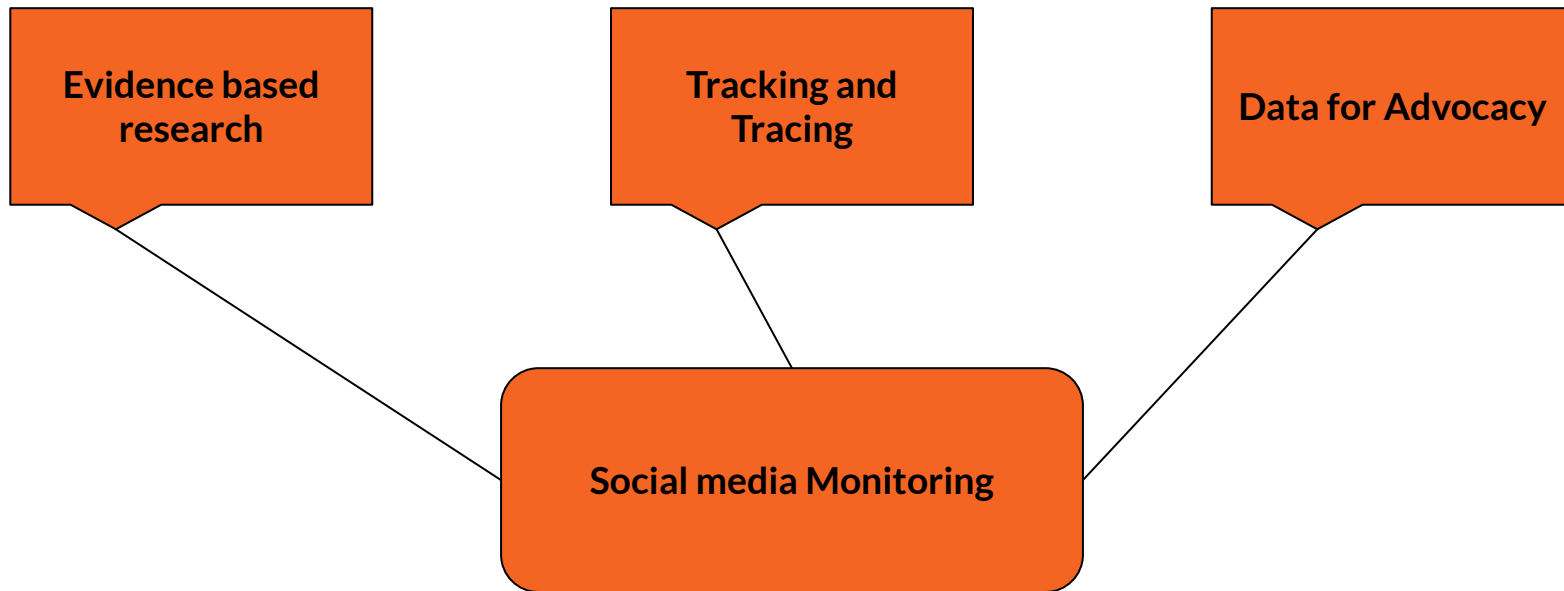 Evidence based
research
Tracking and
Tracing
Data for Advocacy
Social media Monitoring